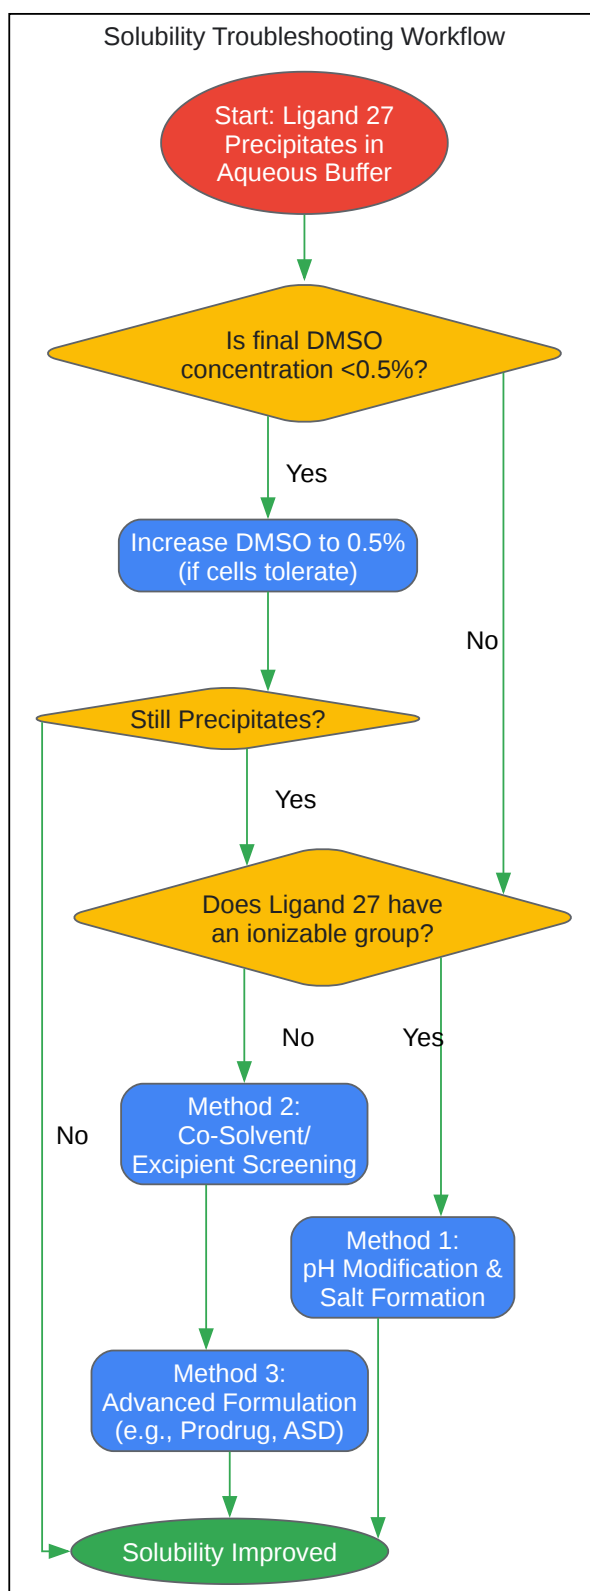 Solubility Troubleshooting Workflow
Start: Ligand 27
Precipitates in
Aqueous Buffer
Is final DMSO
concentration <0.5%?
Yes
Increase DMSO to 0.5%
(if cells tolerate)
No
Still Precipitates?
Yes
Does Ligand 27 have
an ionizable group?
No
Yes
Method 2:
Co-Solvent/
Excipient Screening
No
Method 1:
pH Modification &
Salt Formation
Method 3:
Advanced Formulation
(e.g., Prodrug, ASD)
Solubility Improved